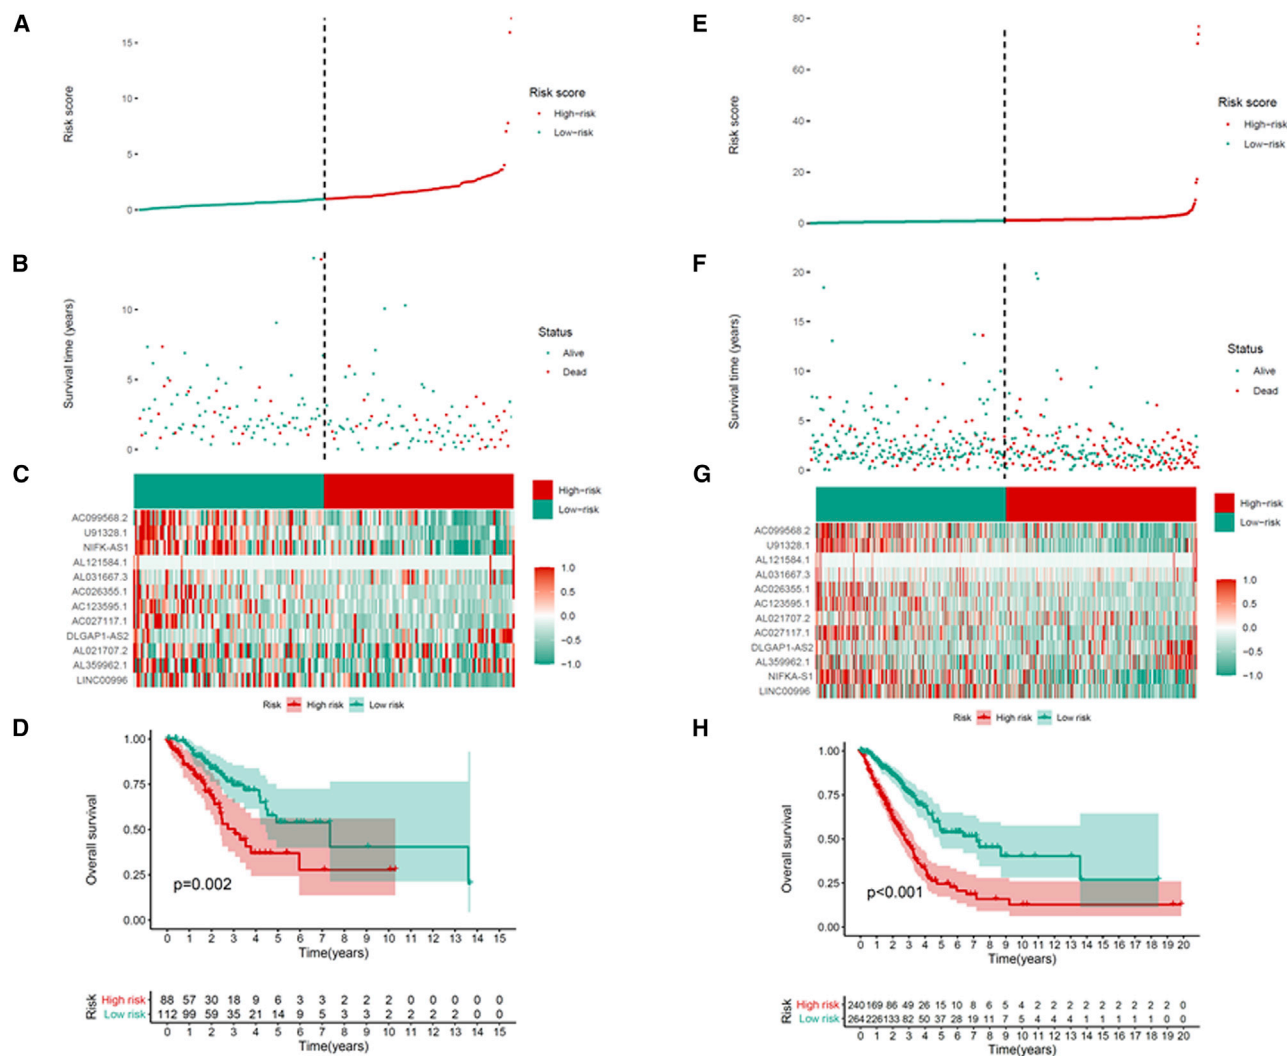 A
Risk score
15
10
5
0
Risk score
High−risk
Low−risk
B
Survival time (years)
10
5
0
Status
Alive
Dead
C
High−risk
Low−risk
AC099568.2
U91328.1
NIFK-AS1
AL121584.1
AL031667.3
AC026355.1
AC123595.1
AC027117.1
DLGAP1-AS2
AL021707.2
AL359962.1
LINC00996
1.0
0.5
0.0
−0.5
−1.0
D
Risk High risk Low risk
Overall survival
1.00
0.75
0.50
0.25
0.00
p=0.002
0 1 2 3 4 5 6 7 8 9 10 11 12 13 14 15
Time(years)
Risk
High risk 88 57 30 18 9 6 3 3 2 2 2 0 0 0 0 0
Low risk 112 99 59 35 21 14 9 5 3 3 2 2 2 2 0 0
0 1 2 3 4 5 6 7 8 9 10 11 12 13 14 15
Time(years)
E
Risk score
80
60
40
20
0
Risk score
High−risk
Low−risk
F
Survival time (years)
20
15
10
5
0
Status
Alive
Dead
G
High−risk
Low−risk
AC099568.2
U91328.1
AL121584.1
AL031667.3
AC026355.1
AC123595.1
AL021707.2
AC027117.1
DLGAP1-AS2
AL359962.1
NIFKA-S1
LINC00996
1.0
0.5
0.0
−0.5
−1.0
H
Risk High risk Low risk
Overall survival
1.00
0.75
0.50
0.25
0.00
p<0.001
0 1 2 3 4 5 6 7 8 9 10 11 12 13 14 15 16 17 18 19 20
Time(years)
Risk
High risk 240 169 86 49 26 15 10 8 6 5 4 2 2 2 2 2 2 2 2 2 0
Low risk 264 226 133 82 50 37 28 19 11 7 5 4 4 4 1 1 1 1 1 0 0
0 1 2 3 4 5 6 7 8 9 10 11 12 13 14 15 16 17 18 19 20
Time(years)